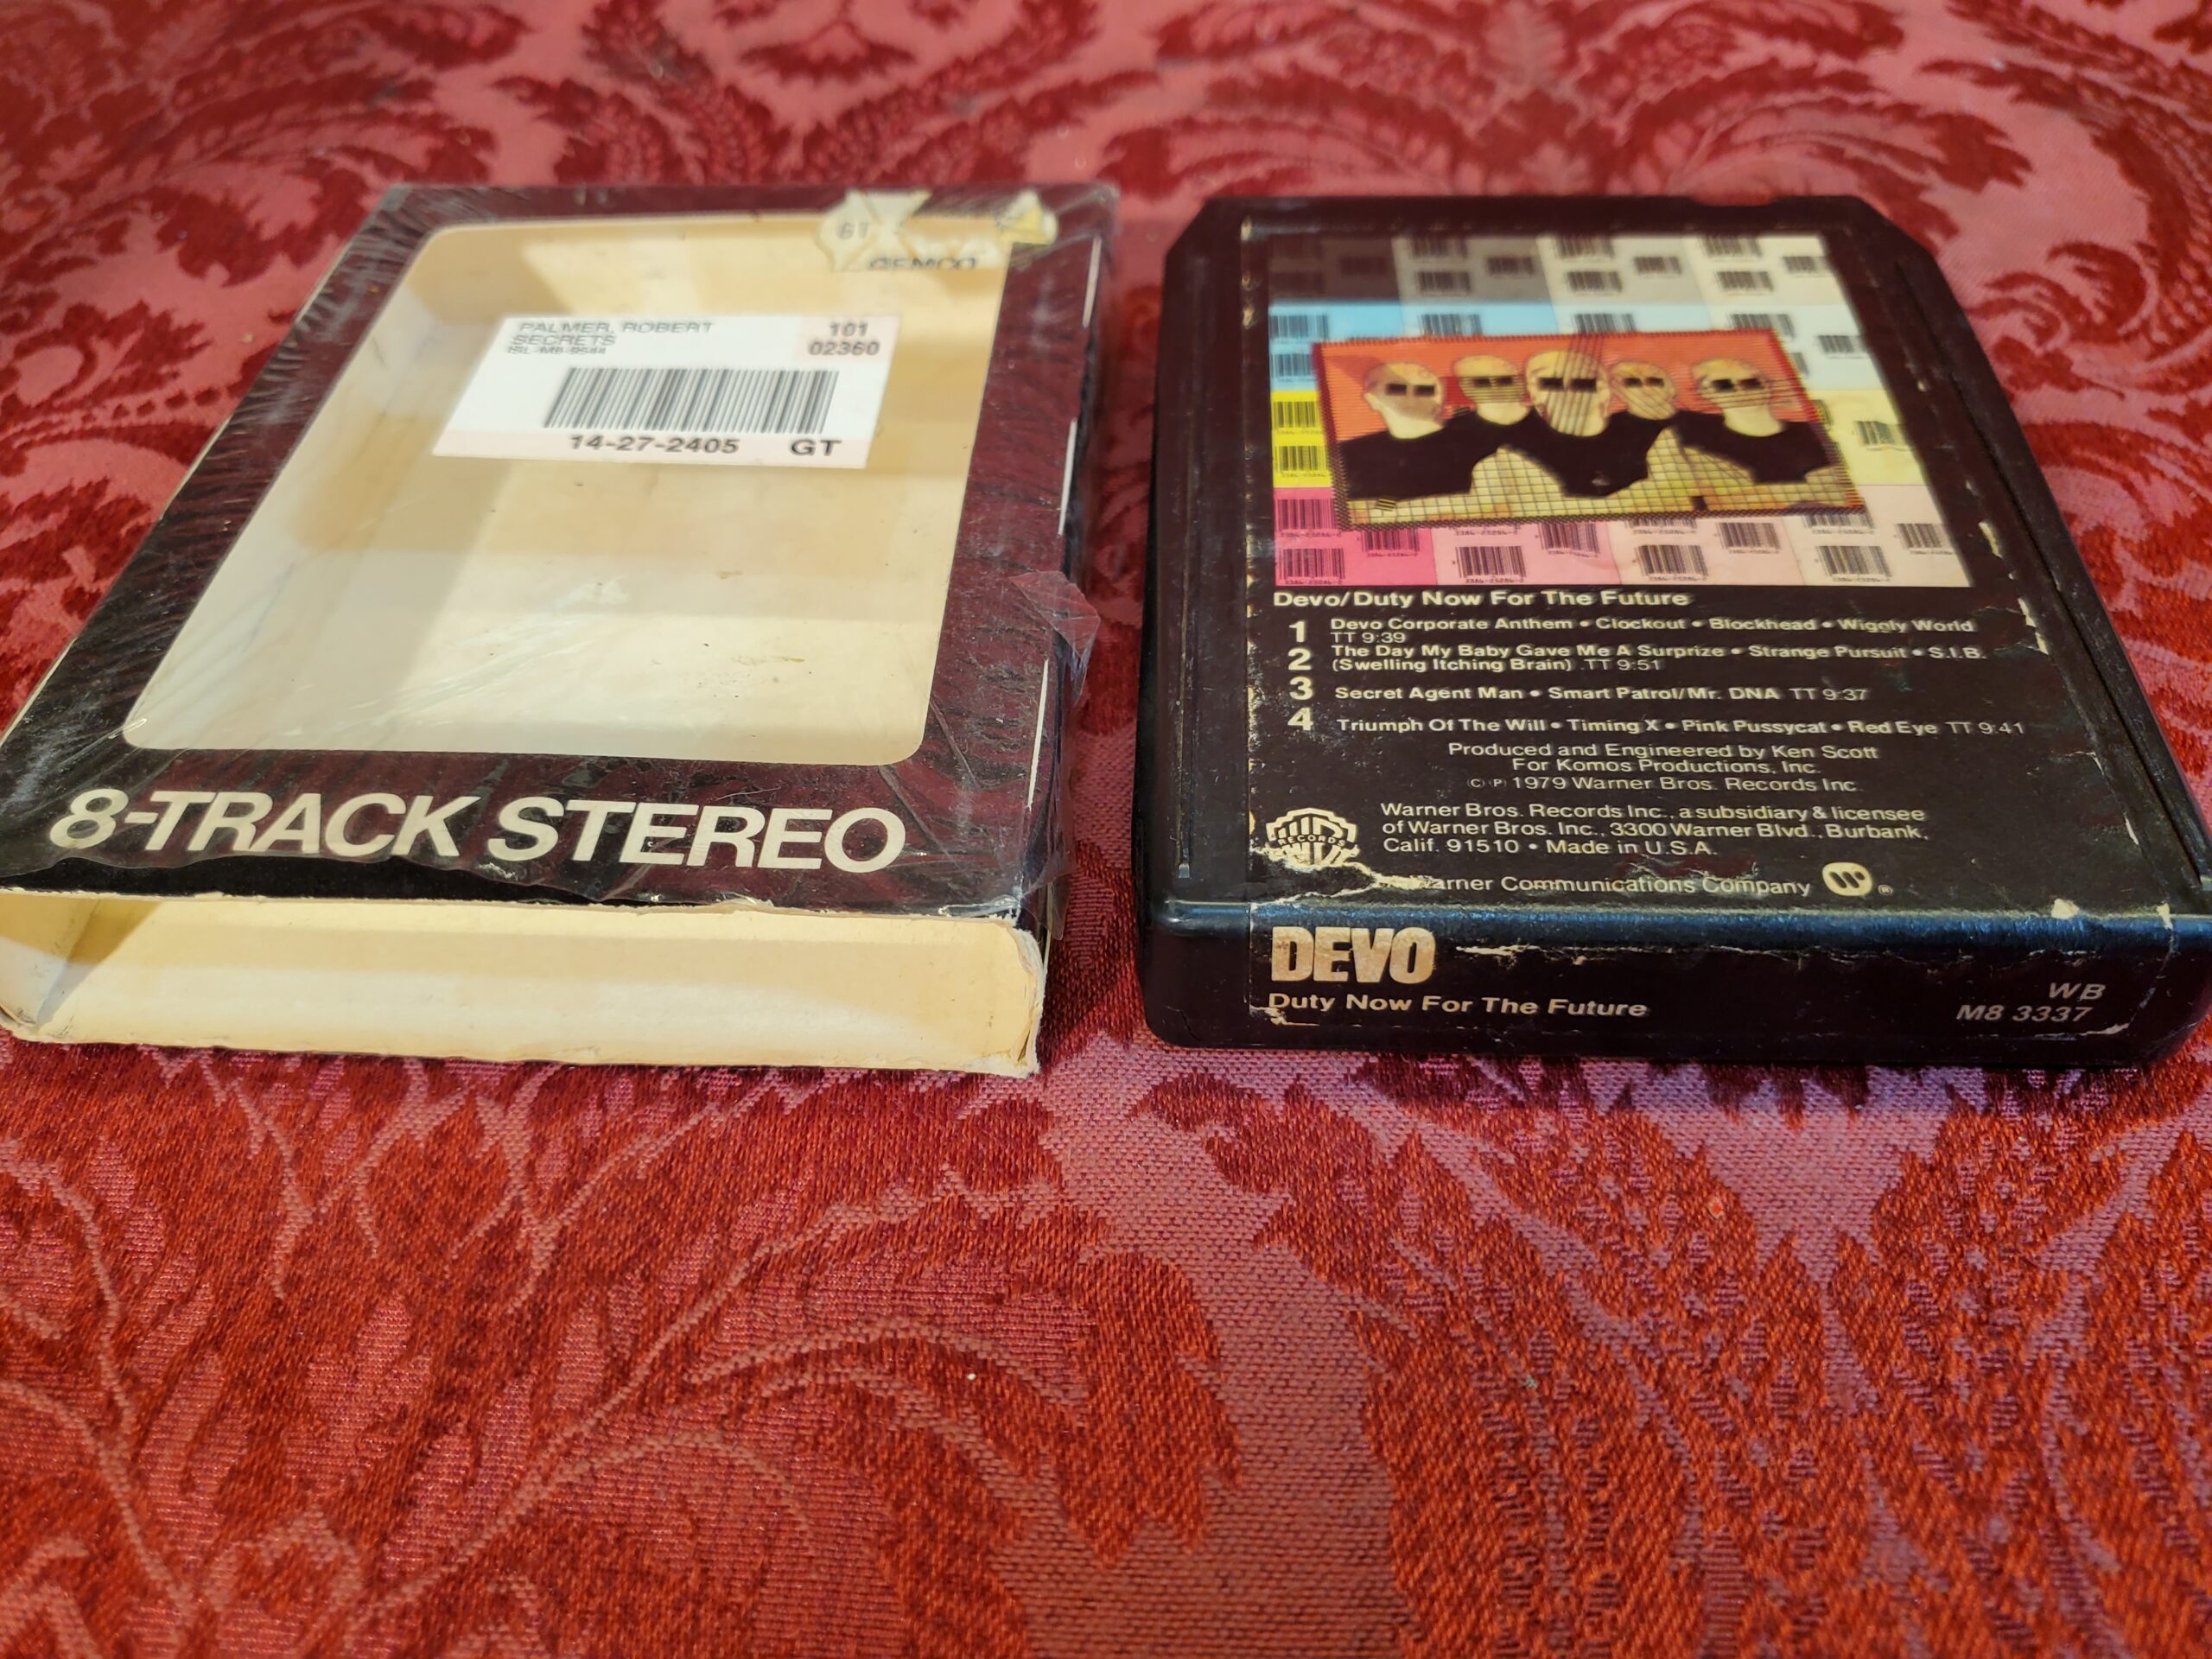 GT
GEMCO
PALMER, ROBERT
SECRETS
101
02360
14-27-2405 GT
8-TRACK STEREO
Devo/Duty Now For The Future
1 Devo Corporate Anthem • Clockout • Blockhead • Wiggly World
TT 9:39
2 The Day My Baby Gave Me A Surprize • Strange Pursuit • S.I.B.
(Swelling Itching Brain) TT 9:51
3 Secret Agent Man • Smart Patrol/Mr. DNA TT 9:37
4 Triumph Of The Will • Timing X • Pink Pussycat • Red Eye TT 9:41
Produced and Engineered by Ken Scott
For Komos Productions, Inc.
© ℗ 1979 Warner Bros. Records Inc.
Warner Bros. Records Inc., a subsidiary & licensee
of Warner Bros. Inc., 3300 Warner Blvd., Burbank,
Calif. 91510 • Made in U.S.A.
RECORDS
Warner Communications Company ®
DEVO
Duty Now For The Future
WB
M8 3337